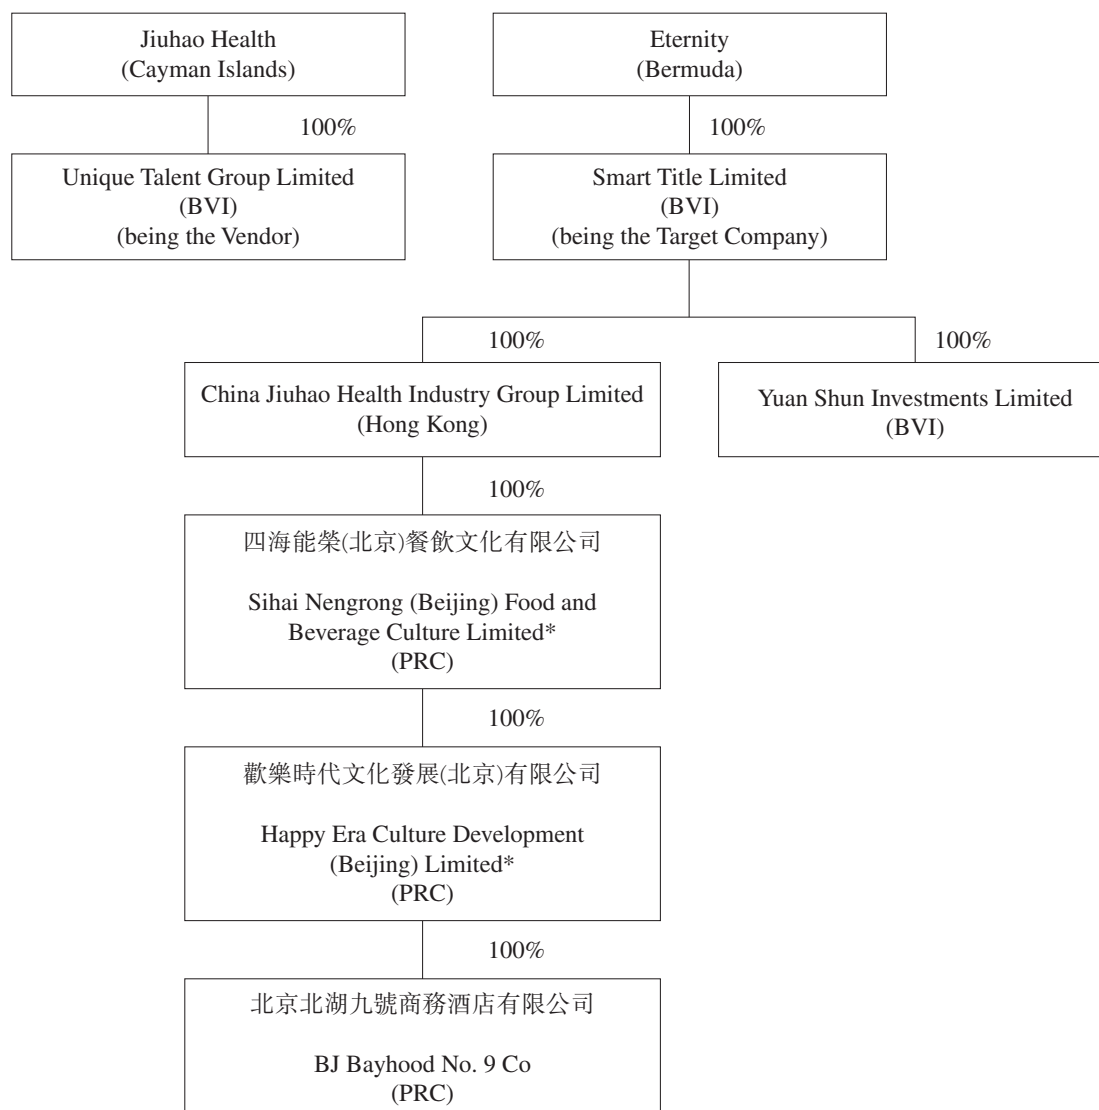 Jiuhao Health
(Cayman Islands)
Eternity
(Bermuda)
100%
100%
Unique Talent Group Limited
(BVI)
(being the Vendor)
Smart Title Limited
(BVI)
(being the Target Company)
100%
100%
China Jiuhao Health Industry Group Limited
(Hong Kong)
Yuan Shun Investments Limited
(BVI)
100%
四海能榮(北京)餐飲文化有限公司
Sihai Nengrong (Beijing) Food and
Beverage Culture Limited*
(PRC)
100%
歡樂時代文化發展(北京)有限公司
Happy Era Culture Development
(Beijing) Limited*
(PRC)
100%
北京北湖九號商務酒店有限公司
BJ Bayhood No. 9 Co
(PRC)